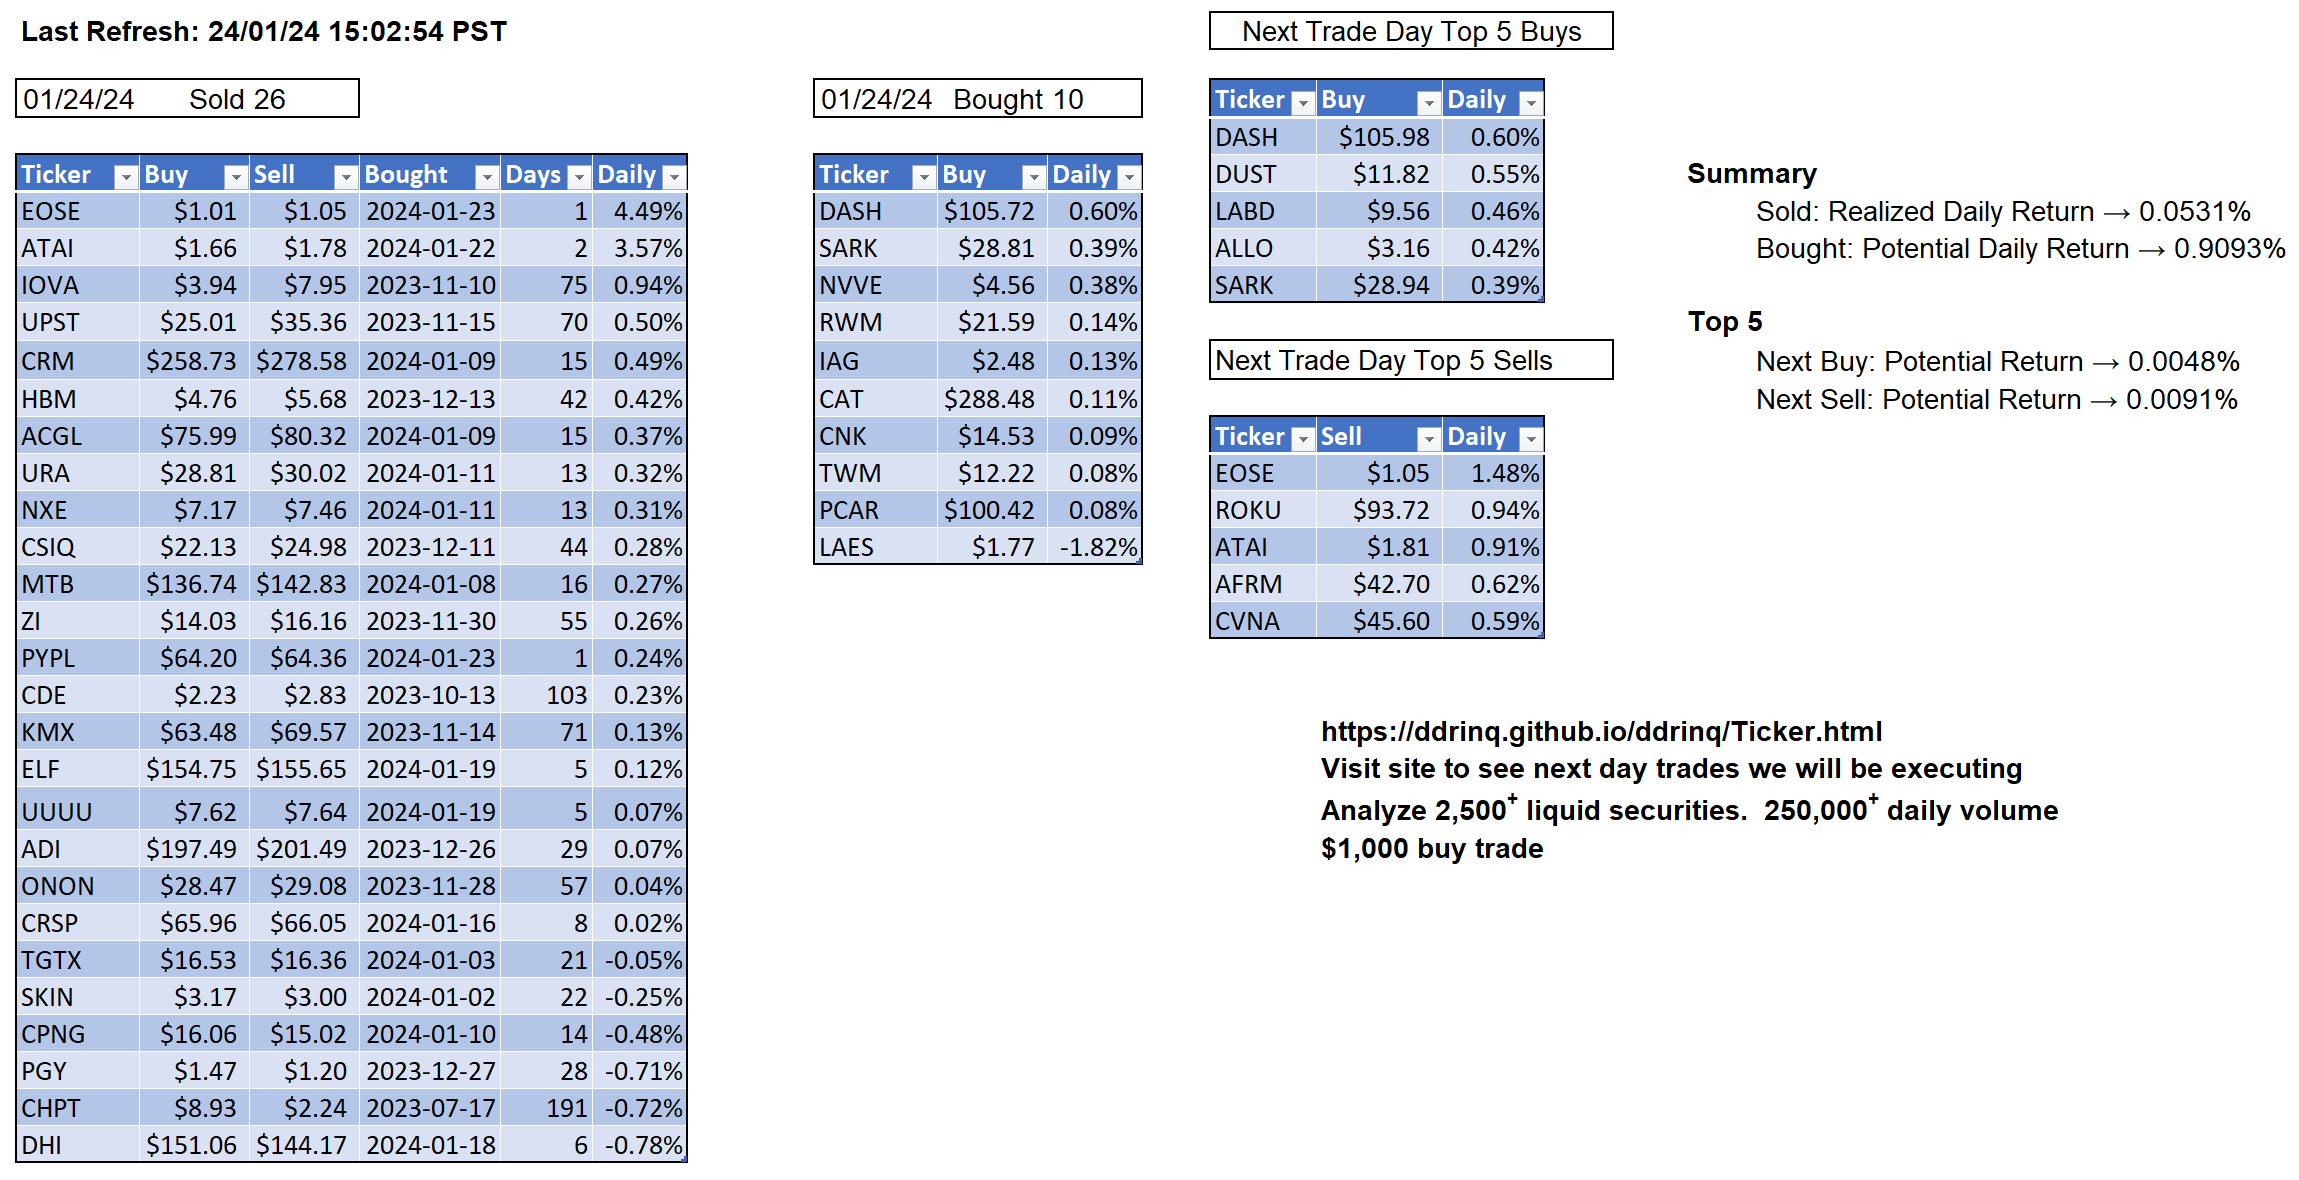 Last Refresh: 24/01/24 15:02:54 PST
01/24/24 Sold 26
Ticker Buy Sell Bought Days Daily
EOSE $1.01 $1.05 2024-01-23 1 4.49%
ATAI $1.66 $1.78 2024-01-22 2 3.57%
IOVA $3.94 $7.95 2023-11-10 75 0.94%
UPST $25.01 $35.36 2023-11-15 70 0.50%
CRM $258.73 $278.58 2024-01-09 15 0.49%
HBM $4.76 $5.68 2023-12-13 42 0.42%
ACGL $75.99 $80.32 2024-01-09 15 0.37%
URA $28.81 $30.02 2024-01-11 13 0.32%
NXE $7.17 $7.46 2024-01-11 13 0.31%
CSIQ $22.13 $24.98 2023-12-11 44 0.28%
MTB $136.74 $142.83 2024-01-08 16 0.27%
ZI $14.03 $16.16 2023-11-30 55 0.26%
PYPL $64.20 $64.36 2024-01-23 1 0.24%
CDE $2.23 $2.83 2023-10-13 103 0.23%
KMX $63.48 $69.57 2023-11-14 71 0.13%
ELF $154.75 $155.65 2024-01-19 5 0.12%
UUUU $7.62 $7.64 2024-01-19 5 0.07%
ADI $197.49 $201.49 2023-12-26 29 0.07%
ONON $28.47 $29.08 2023-11-28 57 0.04%
CRSP $65.96 $66.05 2024-01-16 8 0.02%
TGTX $16.53 $16.36 2024-01-03 21 -0.05%
SKIN $3.17 $3.00 2024-01-02 22 -0.25%
CPNG $16.06 $15.02 2024-01-10 14 -0.48%
PGY $1.47 $1.20 2023-12-27 28 -0.71%
CHPT $8.93 $2.24 2023-07-17 191 -0.72%
DHI $151.06 $144.17 2024-01-18 6 -0.78%
01/24/24 Bought 10
Ticker Buy Daily
DASH $105.72 0.60%
SARK $28.81 0.39%
NVVE $4.56 0.38%
RWM $21.59 0.14%
IAG $2.48 0.13%
CAT $288.48 0.11%
CNK $14.53 0.09%
TWM $12.22 0.08%
PCAR $100.42 0.08%
LAES $1.77 -1.82%
Next Trade Day Top 5 Buys
Ticker Buy Daily
DASH $105.98 0.60%
DUST $11.82 0.55%
LABD $9.56 0.46%
ALLO $3.16 0.42%
SARK $28.94 0.39%
Next Trade Day Top 5 Sells
Ticker Sell Daily
EOSE $1.05 1.48%
ROKU $93.72 0.94%
ATAI $1.81 0.91%
AFRM $42.70 0.62%
CVNA $45.60 0.59%
Summary
Sold: Realized Daily Return → 0.0531%
Bought: Potential Daily Return → 0.9093%
Top 5
Next Buy: Potential Return → 0.0048%
Next Sell: Potential Return → 0.0091%
https://ddrinq.github.io/ddrinq/Ticker.html
Visit site to see next day trades we will be executing
Analyze 2,500+ liquid securities. 250,000+ daily volume
$1,000 buy trade